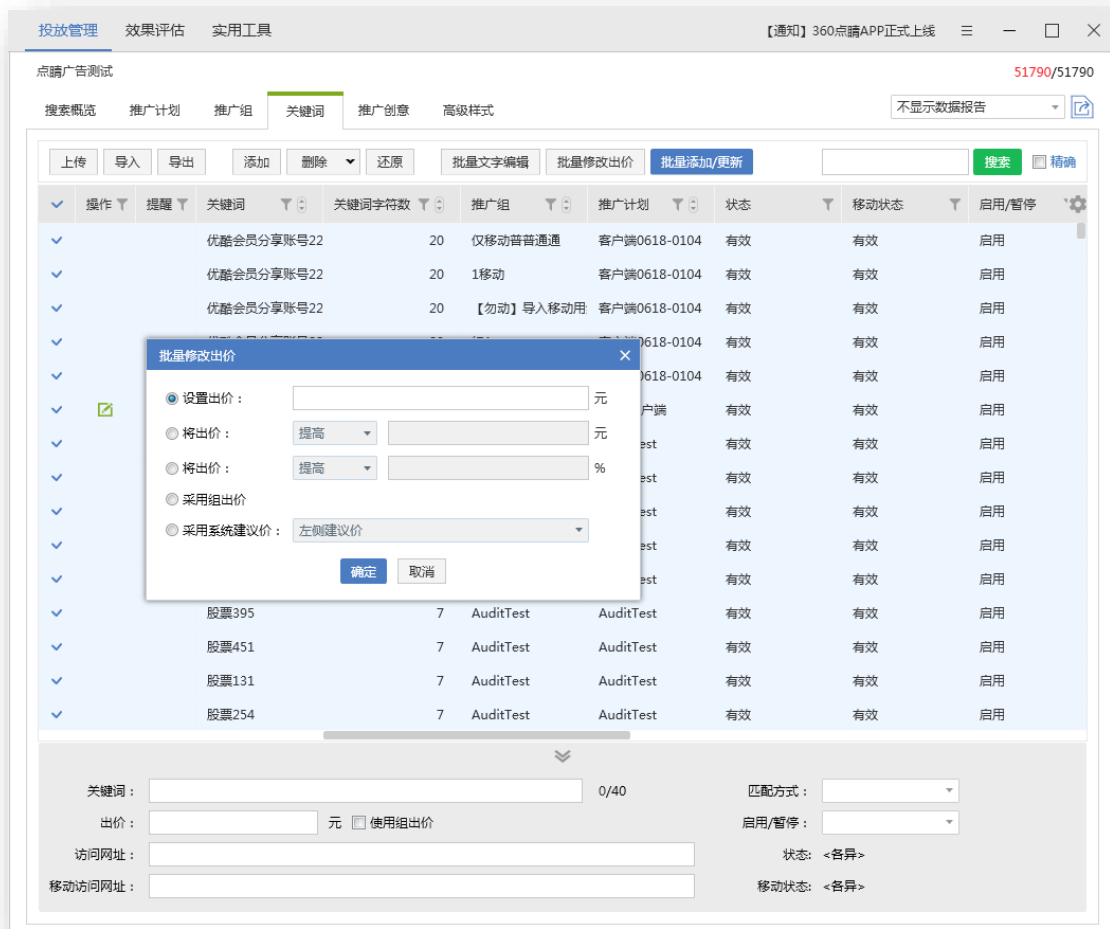 投放管理 效果评估 实用工具 【通知】360点睛APP正式上线
点睛广告测试 51790/51790
搜索概览 推广计划 推广组 关键词 推广创意 高级样式 不显示数据报告
上传 导入 导出 添加 删除 还原 批量文字编辑 批量修改出价 批量添加/更新 搜索 精确
操作 提醒 关键词 关键词字符数 推广组 推广计划 状态 移动状态 启用/暂停
优酷会员分享账号22 20 仅移动普普通通 客户端0618-0104 有效 有效 启用
优酷会员分享账号22 20 1移动 客户端0618-0104 有效 有效 启用
优酷会员分享账号22 20 【勿动】导入移动用 客户端0618-0104 有效 有效 启用
0618-0104 有效 有效 启用
0618-0104 有效 有效 启用
户端 有效 有效 启用
est 有效 有效 启用
est 有效 有效 启用
est 有效 有效 启用
est 有效 有效 启用
est 有效 有效 启用
批量修改出价
设置出价： 元
将出价： 提高 元
将出价： 提高 %
采用组出价
采用系统建议价： 左侧建议价
确定 取消
股票395 7 AuditTest AuditTest 有效 有效 启用
股票451 7 AuditTest AuditTest 有效 有效 启用
股票131 7 AuditTest AuditTest 有效 有效 启用
股票254 7 AuditTest AuditTest 有效 有效 启用
关键词： 0/40 匹配方式：
出价： 元 使用组出价 启用/暂停：
访问网址： 状态: <各异>
移动访问网址： 移动状态: <各异>